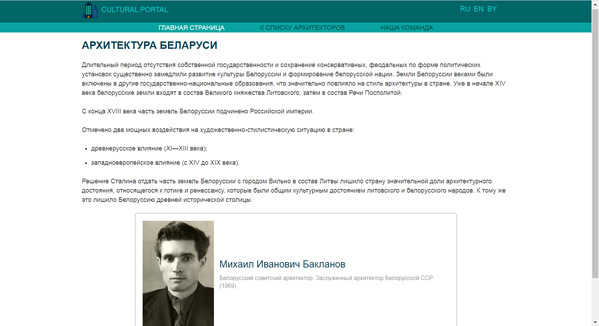 CULTURAL PORTAL
RU EN BY
ГЛАВНАЯ СТРАНИЦА К СПИСКУ АРХИТЕКТОРОВ НАША КОМАНДА
АРХИТЕКТУРА БЕЛАРУСИ
Длительный период отсутствия собственной государственности и сохранение консервативных, феодальных по форме политических
установок существенно замедлили развитие культуры Белоруссии и формирование белорусской нации. Земли Белоруссии веками были
включены в другие государственно-национальные образования, что значительно повлияло на стиль архитектуры в стране. Уже в начале XIV
века белорусские земли входят в состав Великого княжества Литовского, затем в состав Речи Посполитой.
С конца XVIII века часть земель Белоруссии подчинено Российской империи.
Отмечено два мощных воздействия на художественно-стилистическую ситуацию в стране:
• древнерусское влияние (XI—XIII века);
• западноевропейское влияние (с XIV до XIX века).
Решение Сталина отдать часть земель Белоруссии с городом Вильно в состав Литвы лишило страну значительной доли архитектурного
достояния, относящегося к готике и ренессансу, которые были общим культурным достоянием литовского и белорусского народов. К тому же
это лишило Белоруссию древней исторической столицы.
Михаил Иванович Бакланов
Белорусский советский архитектор. Заслуженный архитектор Белорусской ССР
(1969)